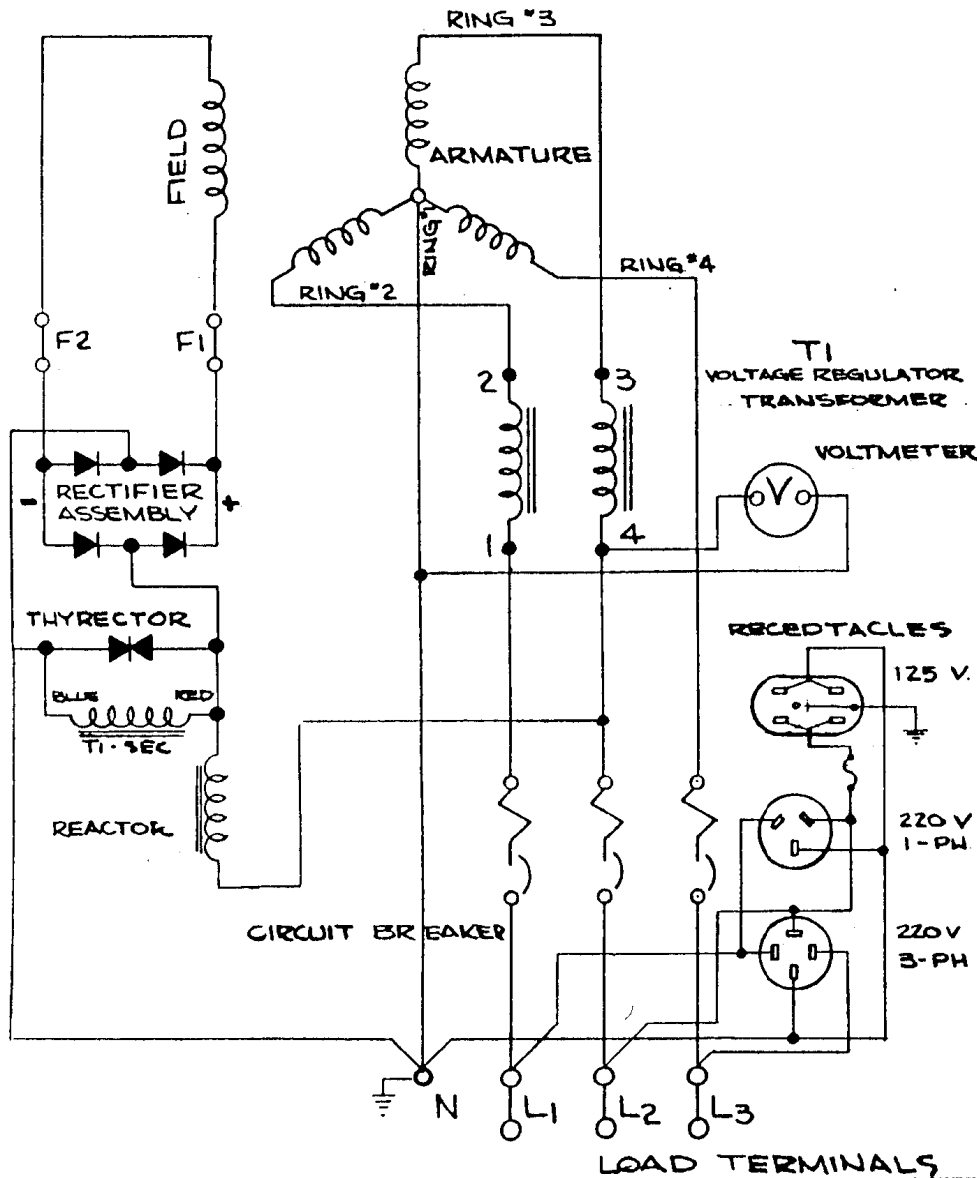 RING #3
FIELD
ARMATURE
RING #1
RING #4
RING #2
F2
F1
T1
VOLTAGE REGULATOR
TRANSFORMER
2
3
VOLTMETER
V
-
RECTIFIER
ASSEMBLY
+
1
4
THYRECTOR
RECEPTACLES
125 V.
BLUE
RED
T1-SEC
REACTOR
220 V
1-PH
CIRCUIT BREAKER
220 V
3-PH
N
L1
L2
L3
LOAD TERMINALS